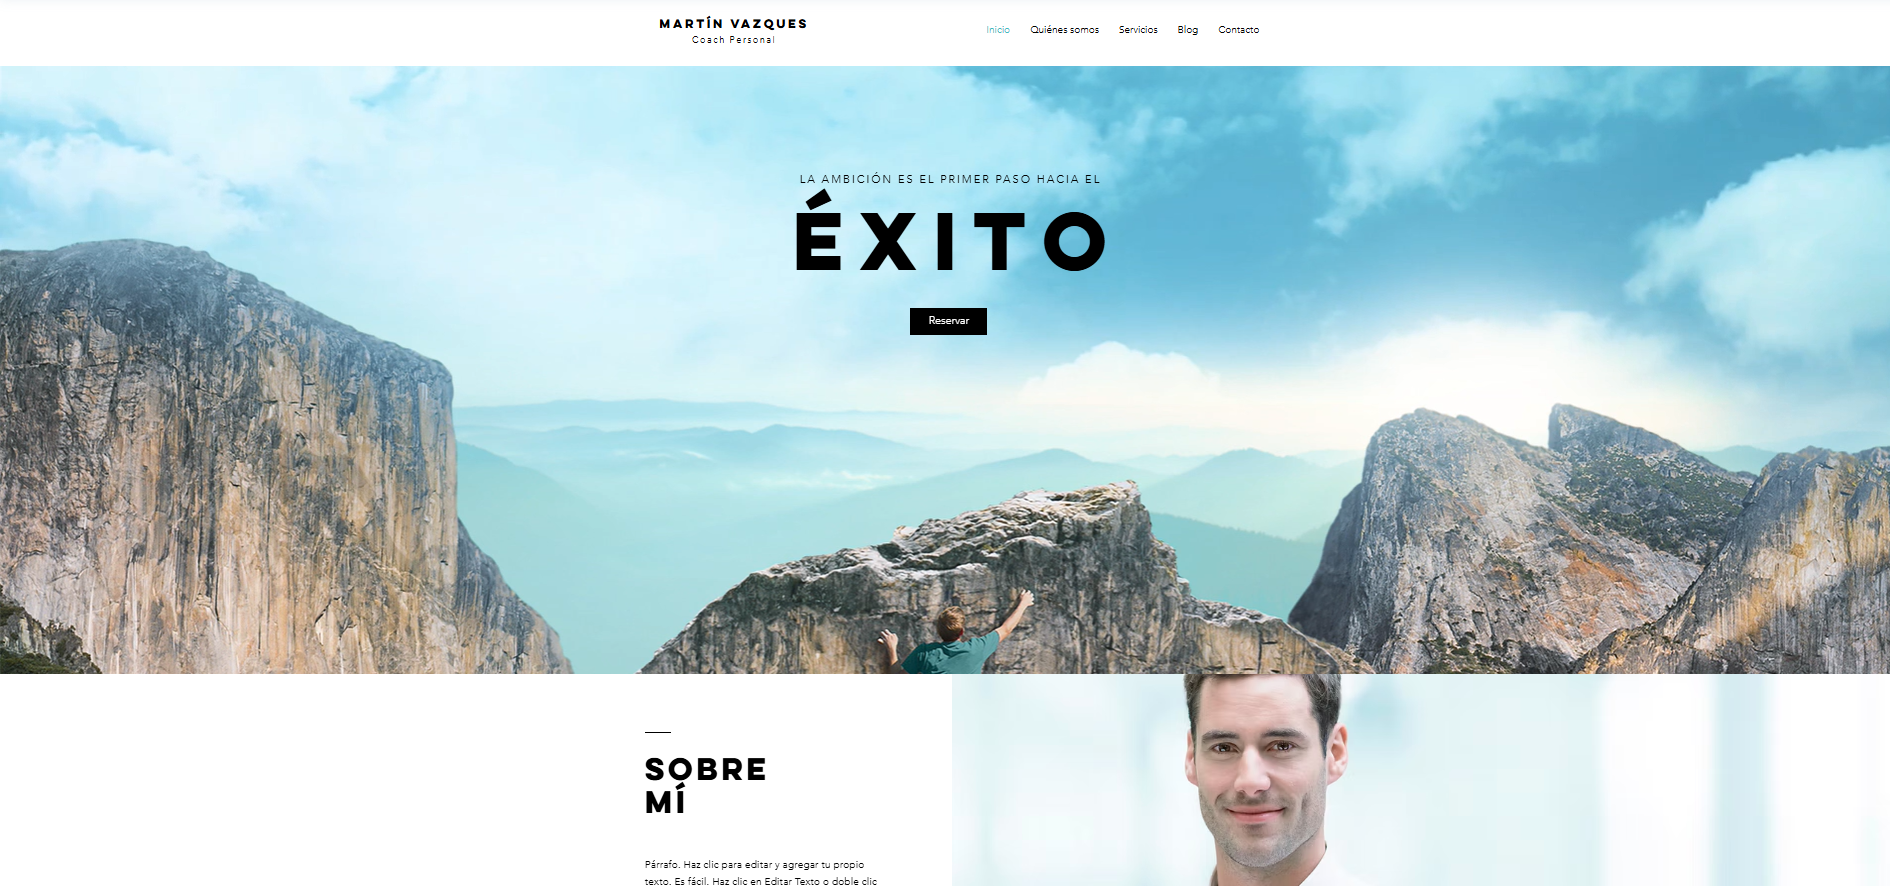 MARTÍN VAZQUES
Coach Personal
Inicio
Quiénes somos
Servicios
Blog
Contacto
LA AMBICIÓN ES EL PRIMER PASO HACIA EL
ÉXITO
Reservar
SOBRE
MÍ
Párrafo. Haz clic para editar y agregar tu propio
texto. Es fácil. Haz clic en Editar Texto o doble clic